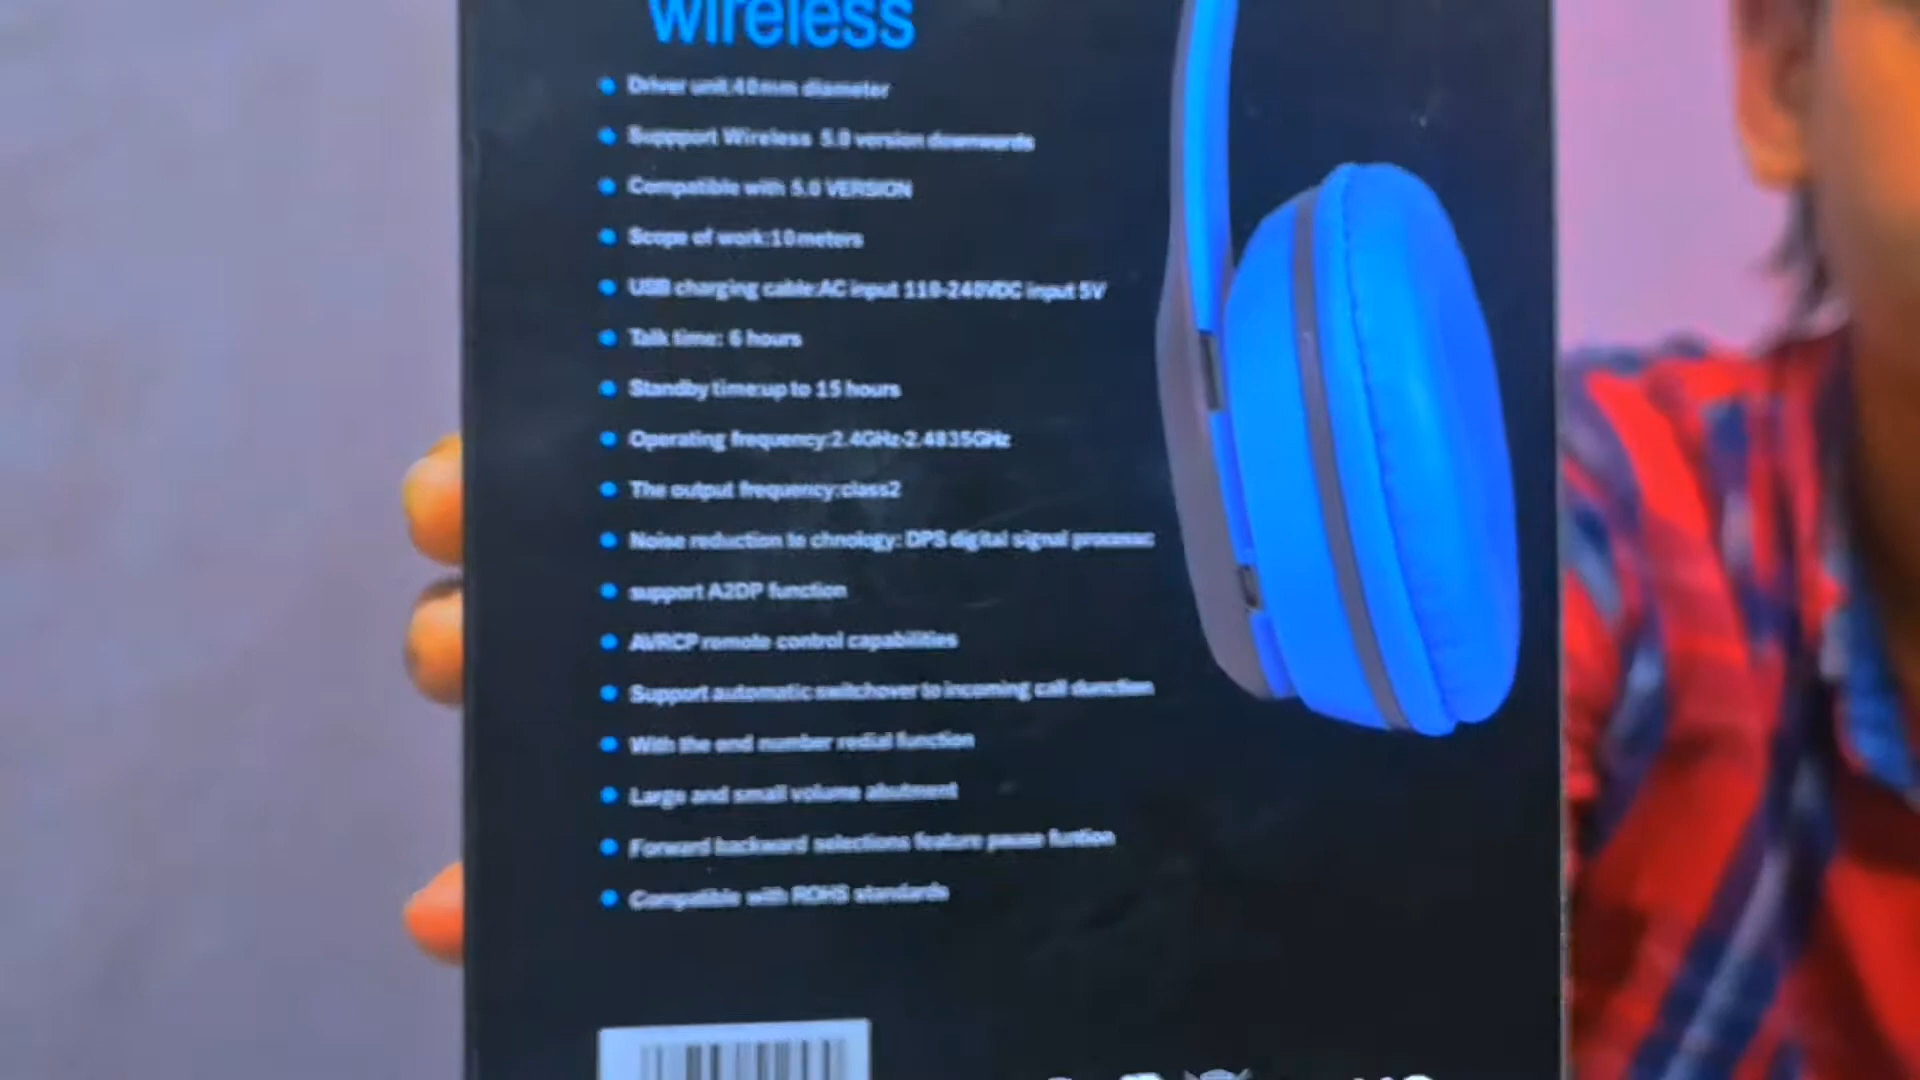 wireless
Driver unit:40mm diameter
Suppport Wireless 5.0 version downwards
Compatible with 5.0 VERSION
Scope of work:10meters
USB charging cable:AC input 110-240VDC input 5V
Talk time: 6 hours
Standby time:up to 15 hours
Operating frequency:2.4GHz-2.4835GHz
The output frequency:class2
Noise reduction te chnology: DPS digital signal
support A2DP function
AVRCP remote control capabilities
Support automatic switchover to incoming call
With the end number redial function
Large and small volume
Forward backward selections feature pause funtion
Compatible with ROHS standards